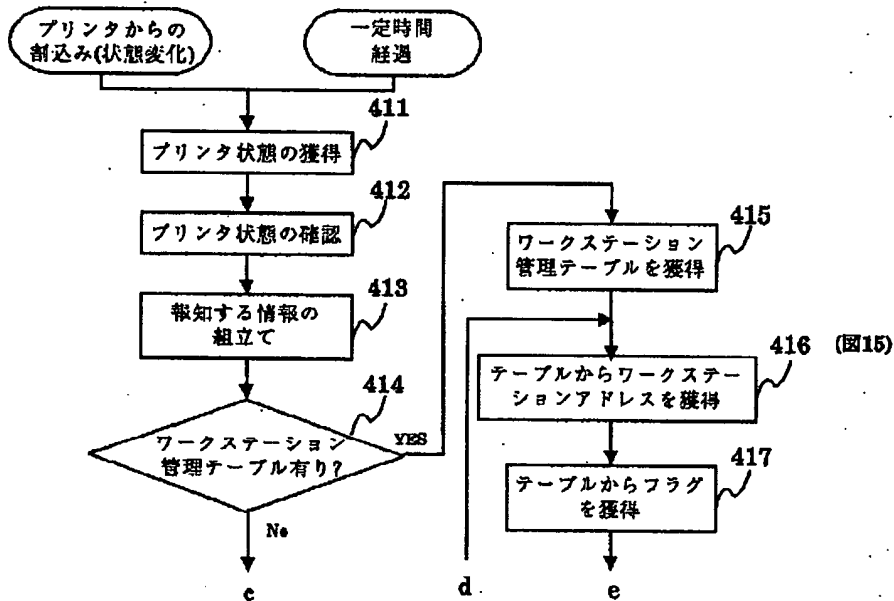 プリンタからの
割込み(状態変化)
一定時間
経過
411
プリンタ状態の獲得
412
プリンタ状態の確認
413
報知する情報の
組立て
414
ワークステーション
管理テーブル有り?
YES
No
c
415
ワークステーション
管理テーブルを獲得
416 (図15)
テーブルからワークステー
ションアドレスを獲得
417
テーブルからフラグ
を獲得
d
e